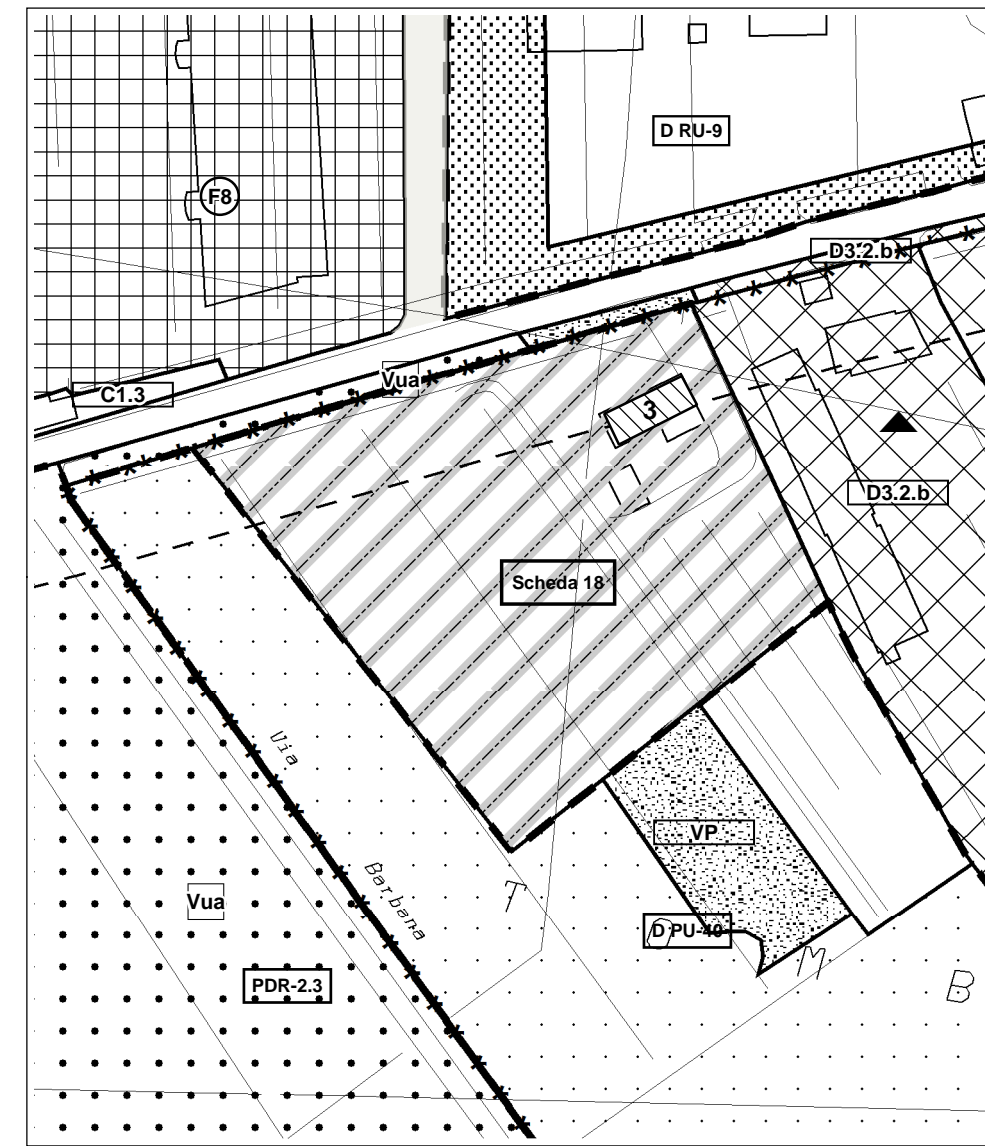 D RU-9
F8
D3.2.b
C1.3
Vua
3
D3.2.b
Scheda 18
Via Barbana
VP
T
Vua
D PU-40
M
PDR-2.3
B